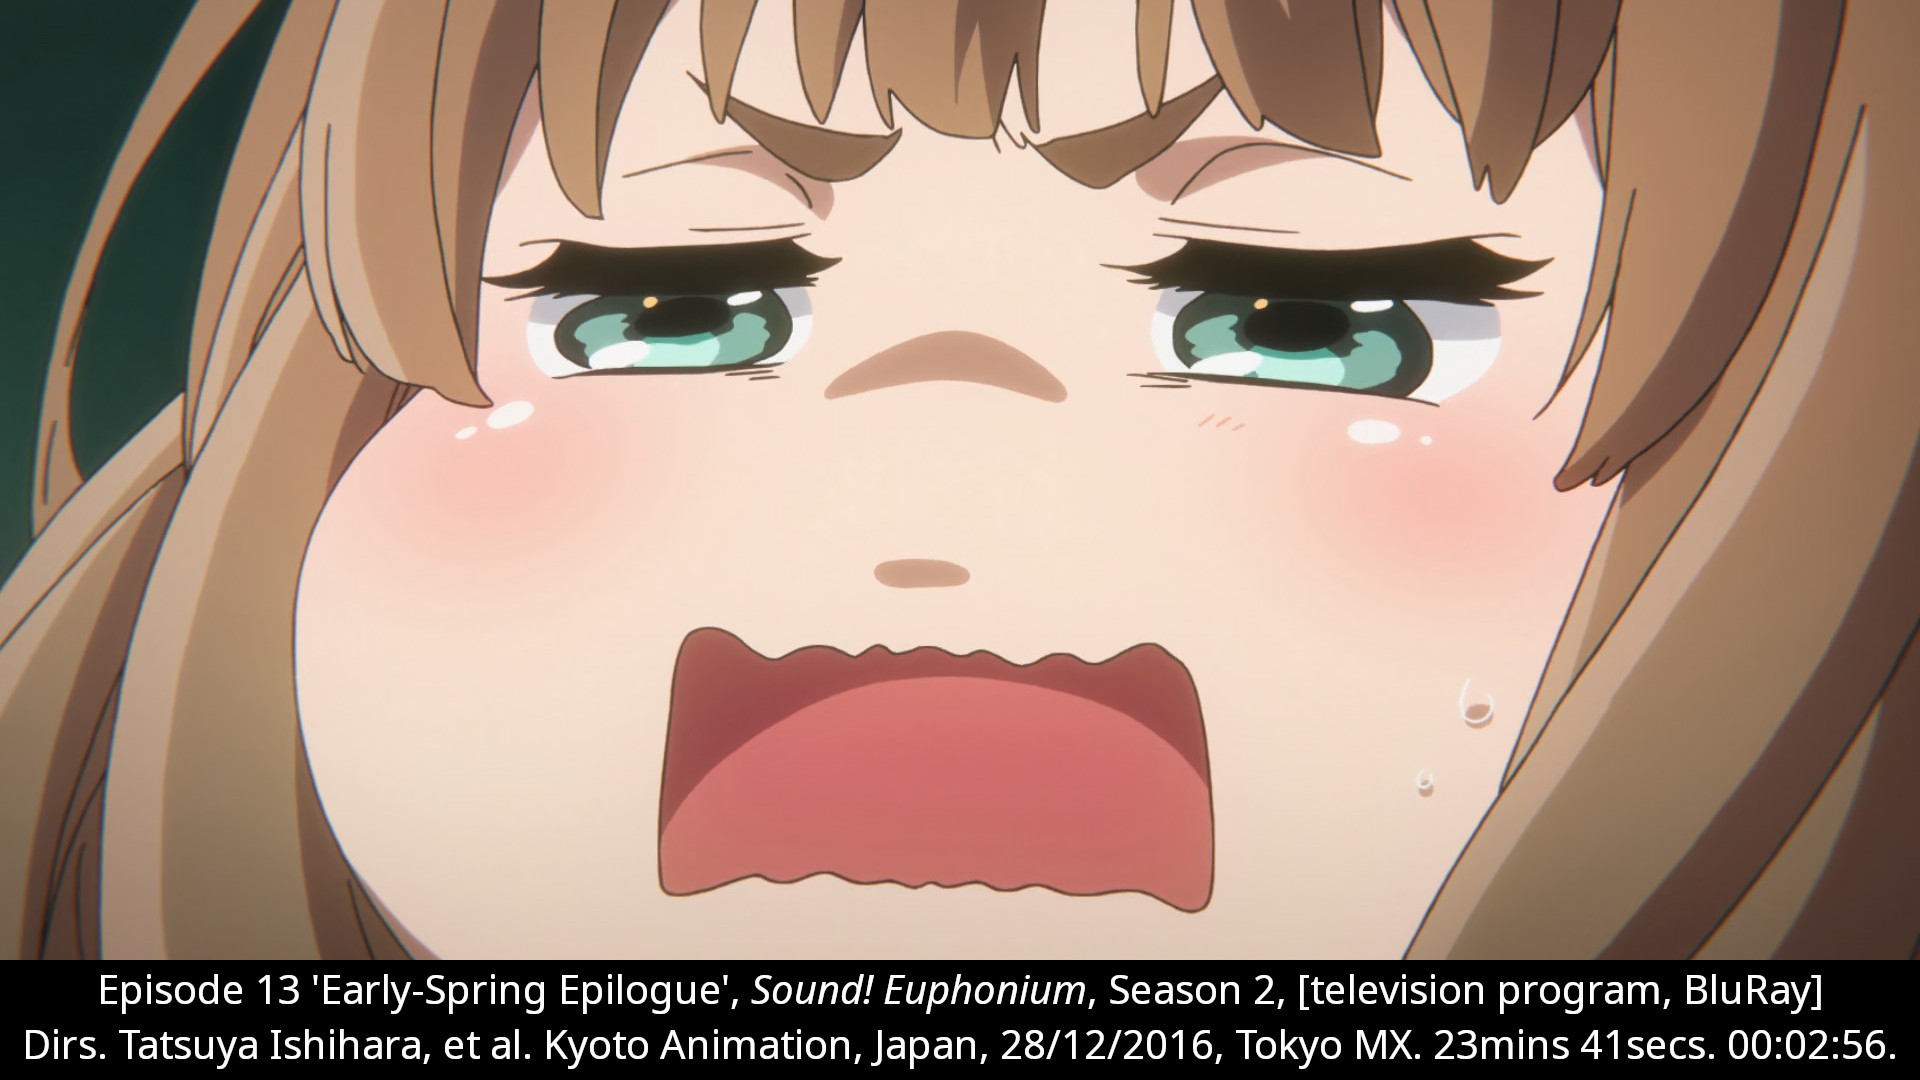 Episode 13 'Early-Spring Epilogue', Sound! Euphonium, Season 2, [television program, BluRay]
Dirs. Tatsuya Ishihara, et al. Kyoto Animation, Japan, 28/12/2016, Tokyo MX. 23mins 41secs. 00:02:56.